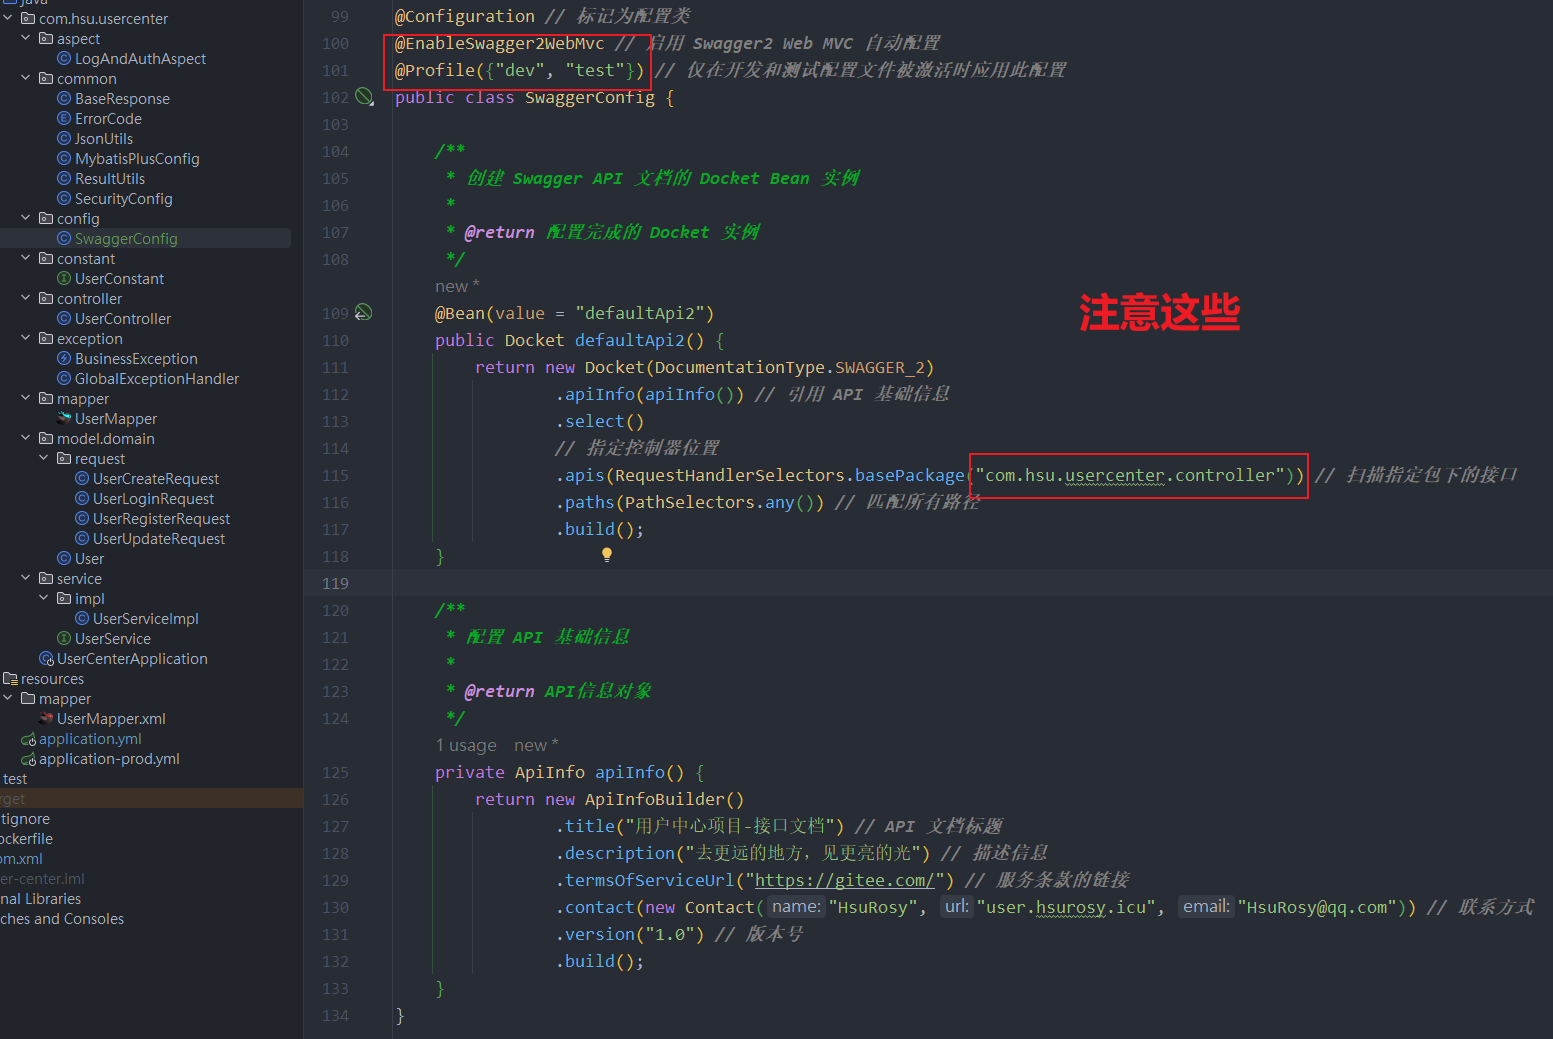 java
com.hsu.usercenter
aspect
LogAndAuthAspect
common
BaseResponse
ErrorCode
JsonUtils
MybatisPlusConfig
ResultUtils
SecurityConfig
config
SwaggerConfig
constant
UserConstant
controller
UserController
exception
BusinessException
GlobalExceptionHandler
mapper
UserMapper
model.domain
request
UserCreateRequest
UserLoginRequest
UserRegisterRequest
UserUpdateRequest
User
service
impl
UserServiceImpl
UserService
UserCenterApplication
resources
mapper
UserMapper.xml
application.yml
application-prod.yml
test
rget
tignore
ockerfile
om.xml
er-center.iml
nal Libraries
ches and Consoles
99 @Configuration // 标记为配置类
100 @EnableSwagger2WebMvc // 启用 Swagger2 Web MVC 自动配置
101 @Profile({"dev", "test"}) // 仅在开发和测试配置文件被激活时应用此配置
102 public class SwaggerConfig {
103
104 /**
105 * 创建 Swagger API 文档的 Docket Bean 实例
106 *
107 * @return 配置完成的 Docket 实例
108 */
new *
109 @Bean(value = "defaultApi2")
注意这些
110 public Docket defaultApi2() {
111 return new Docket(DocumentationType.SWAGGER_2)
112 .apiInfo(apiInfo()) // 引用 API 基础信息
113 .select()
114 // 指定控制器位置
115 .apis(RequestHandlerSelectors.basePackage("com.hsu.usercenter.controller")) // 扫描指定包下的接口
116 .paths(PathSelectors.any()) // 匹配所有路径
117 .build();
118 }
119
120 /**
121 * 配置 API 基础信息
122 *
123 * @return API信息对象
124 */
1 usage new *
125 private ApiInfo apiInfo() {
126 return new ApiInfoBuilder()
127 .title("用户中心项目-接口文档") // API 文档标题
128 .description("去更远的地方，见更亮的光") // 描述信息
129 .termsOfServiceUrl("https://gitee.com/") // 服务条款的链接
130 .contact(new Contact( name: "HsuRosy", url: "user.hsurosy.icu", email: "HsuRosy@qq.com")) // 联系方式
131 .version("1.0") // 版本号
132 .build();
133 }
134 }